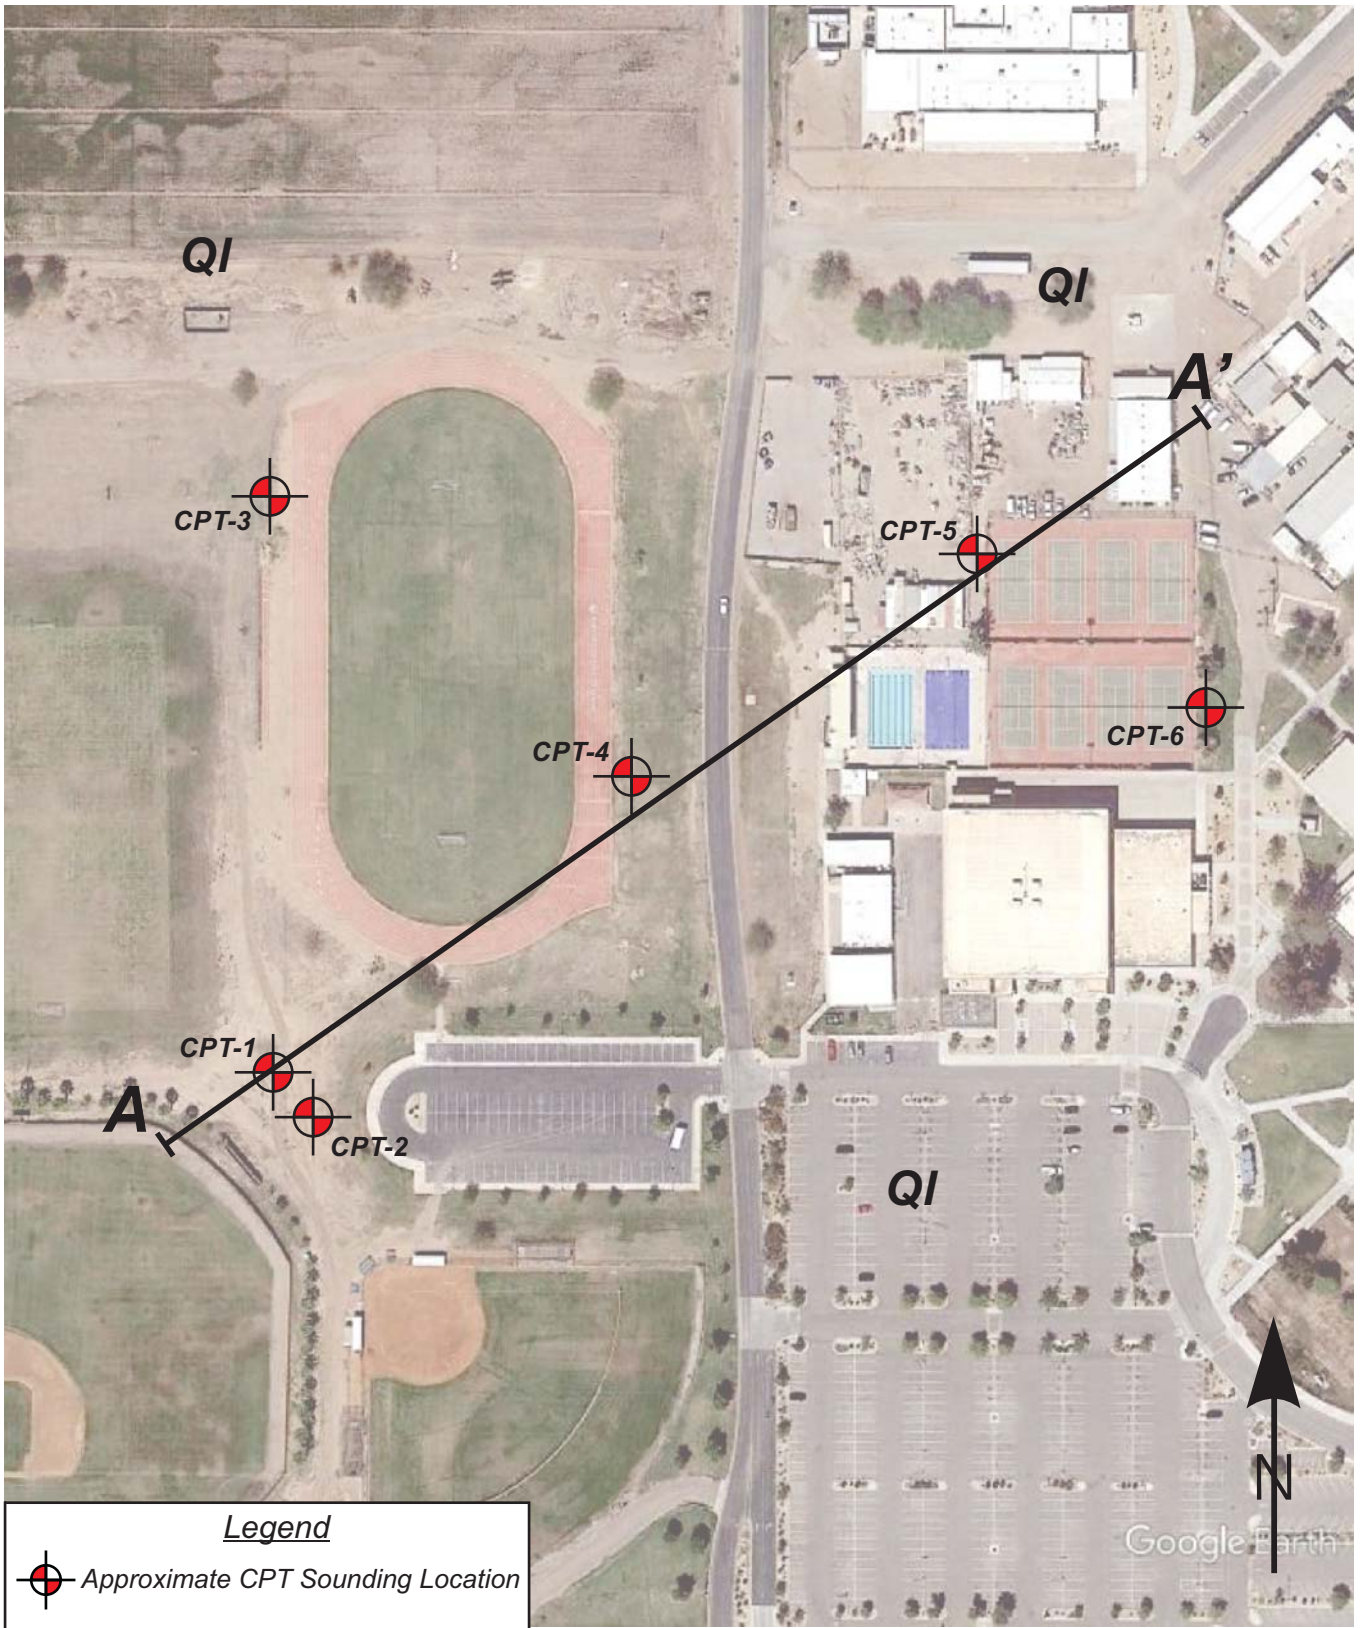 Ql
Ql
A'
CPT-3
CPT-5
CPT-6
CPT-4
CPT-1
A
CPT-2
Ql
N
Google Earth
Legend
Approximate CPT Sounding Location